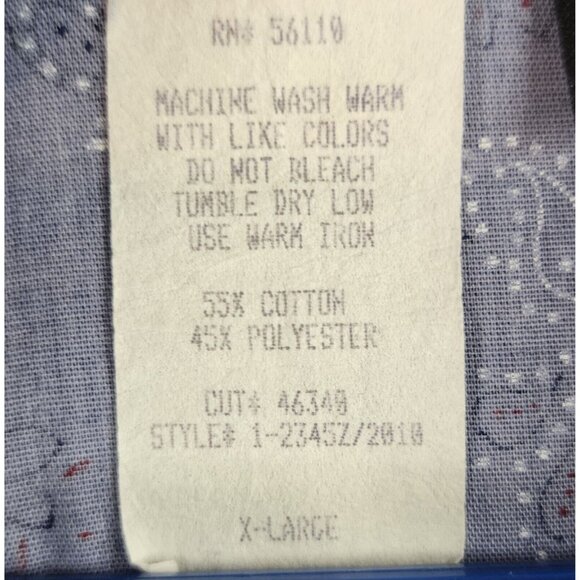 RN# 56110
MACHINE WASH WARM
WITH LIKE COLORS
DO NOT BLEACH
TUMBLE DRY LOW
USE WARM IRON
55% COTTON
45% POLYESTER
CUT# 46340
STYLE# 1-2345Z/2010
X-LARGE